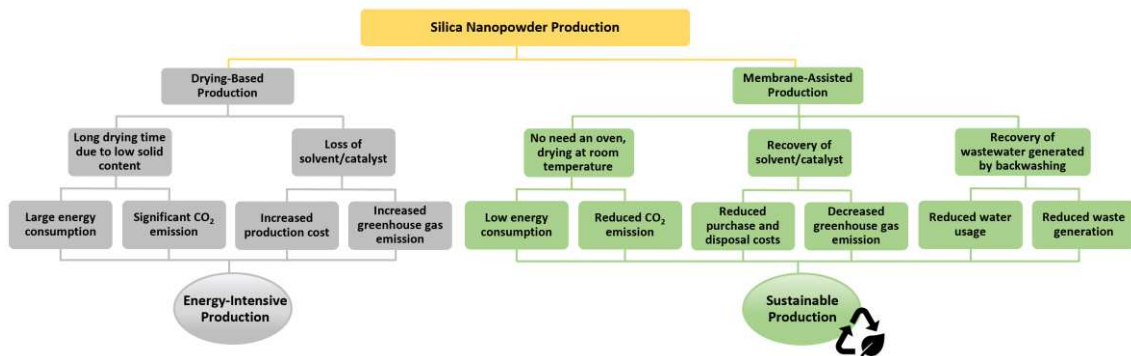 Silica Nanopowder Production
Drying-Based
Production
Membrane-Assisted
Production
Long drying time
due to low solid
content
Loss of
solvent/catalyst
No need an oven,
drying at room
temperature
Recovery of
solvent/catalyst
Recovery of
wastewater generated
by backwashing
Large energy
consumption
Significant CO₂
emission
Increased
production cost
Increased
greenhouse gas
emission
Low energy
consumption
Reduced CO₂
emission
Reduced
purchase and
disposal costs
Decreased
greenhouse gas
emission
Reduced water
usage
Reduced waste
generation
Energy-Intensive
Production
Sustainable
Production